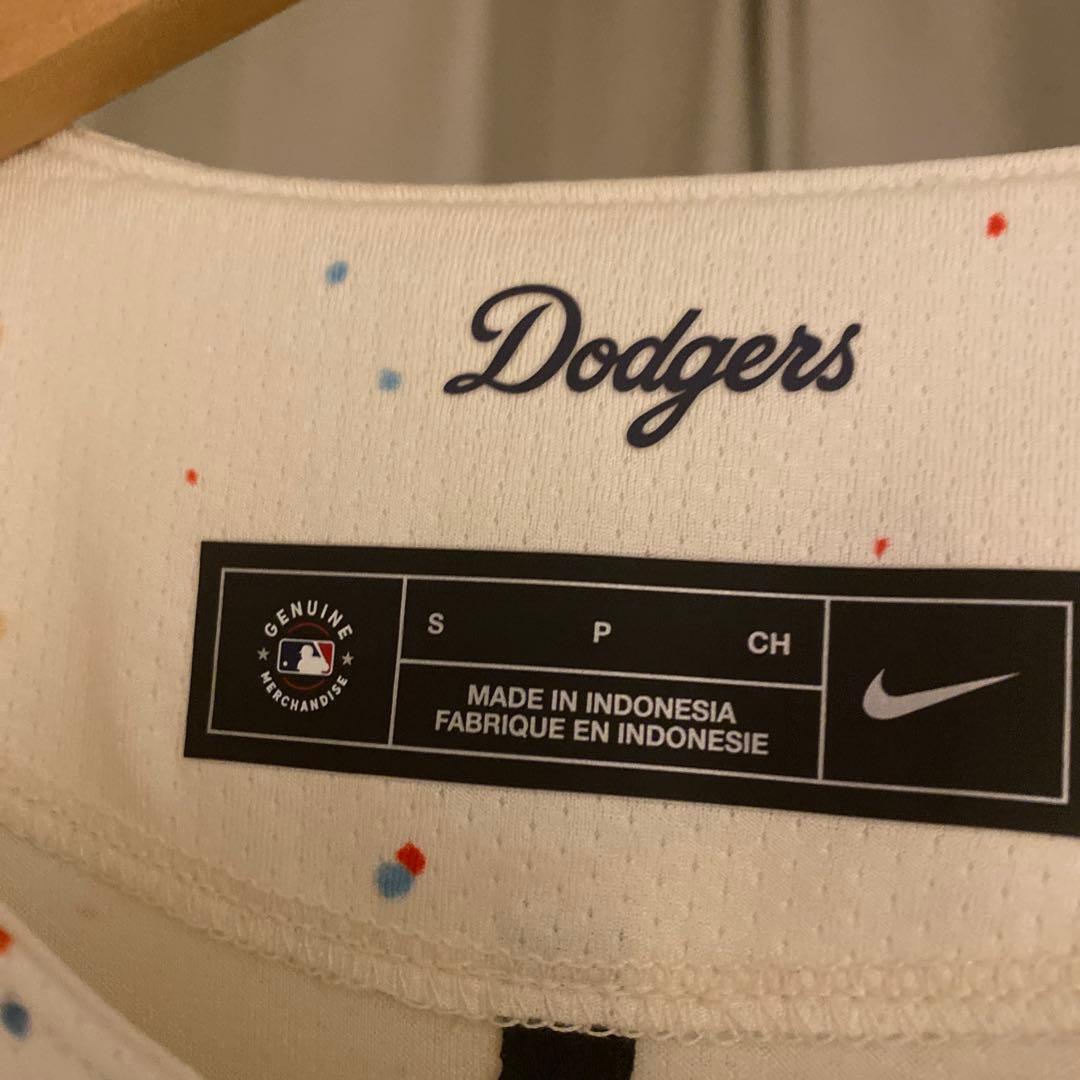 Dodgers
GENUINE
MERCHANDISE
S P CH
MADE IN INDONESIA
FABRIQUE EN INDONESIE